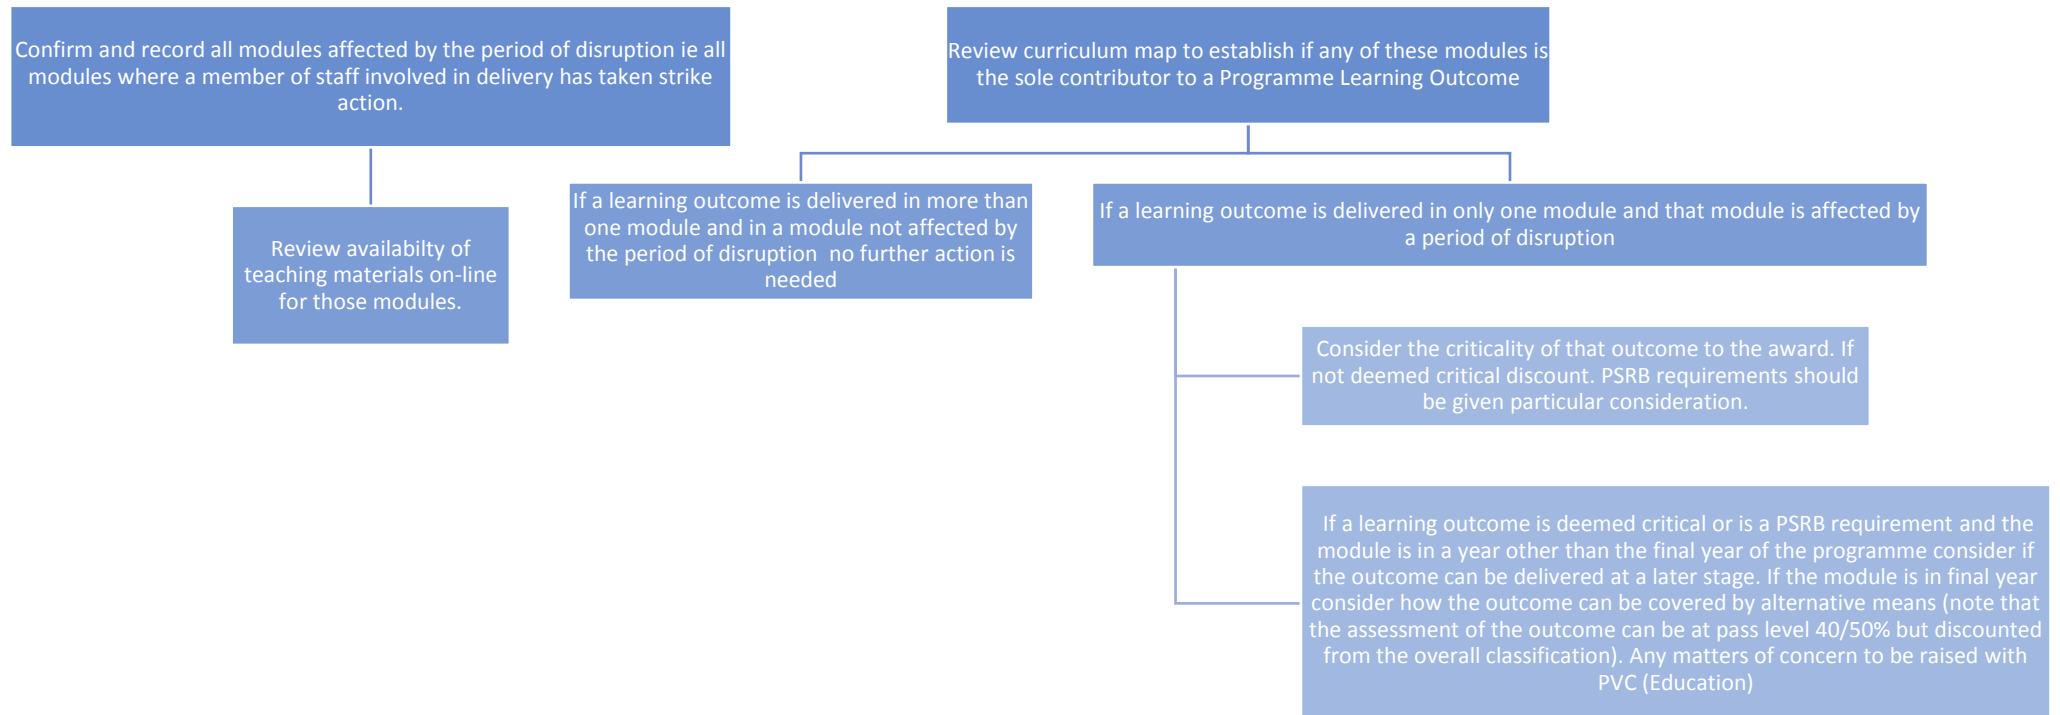 Confirm and record all modules affected by the period of disruption ie all
modules where a member of staff involved in delivery has taken strike
action.
Review availabilty of
teaching materials on-line
for those modules.
Review curriculum map to establish if any of these modules is
the sole contributor to a Programme Learning Outcome
If a learning outcome is delivered in more than
one module and in a module not affected by
the period of disruption  no further action is
needed
If a learning outcome is delivered in only one module and that module is affected by
a period of disruption
Consider the criticality of that outcome to the award. If
not deemed critical discount. PSRB requirements should
be given particular consideration.
If a learning outcome is deemed critical or is a PSRB requirement and the
module is in a year other than the final year of the programme consider if
the outcome can be delivered at a later stage. If the module is in final year
consider how the outcome can be covered by alternative means (note that
the assessment of the outcome can be at pass level 40/50% but discounted
from the overall classification). Any matters of concern to be raised with
PVC (Education)